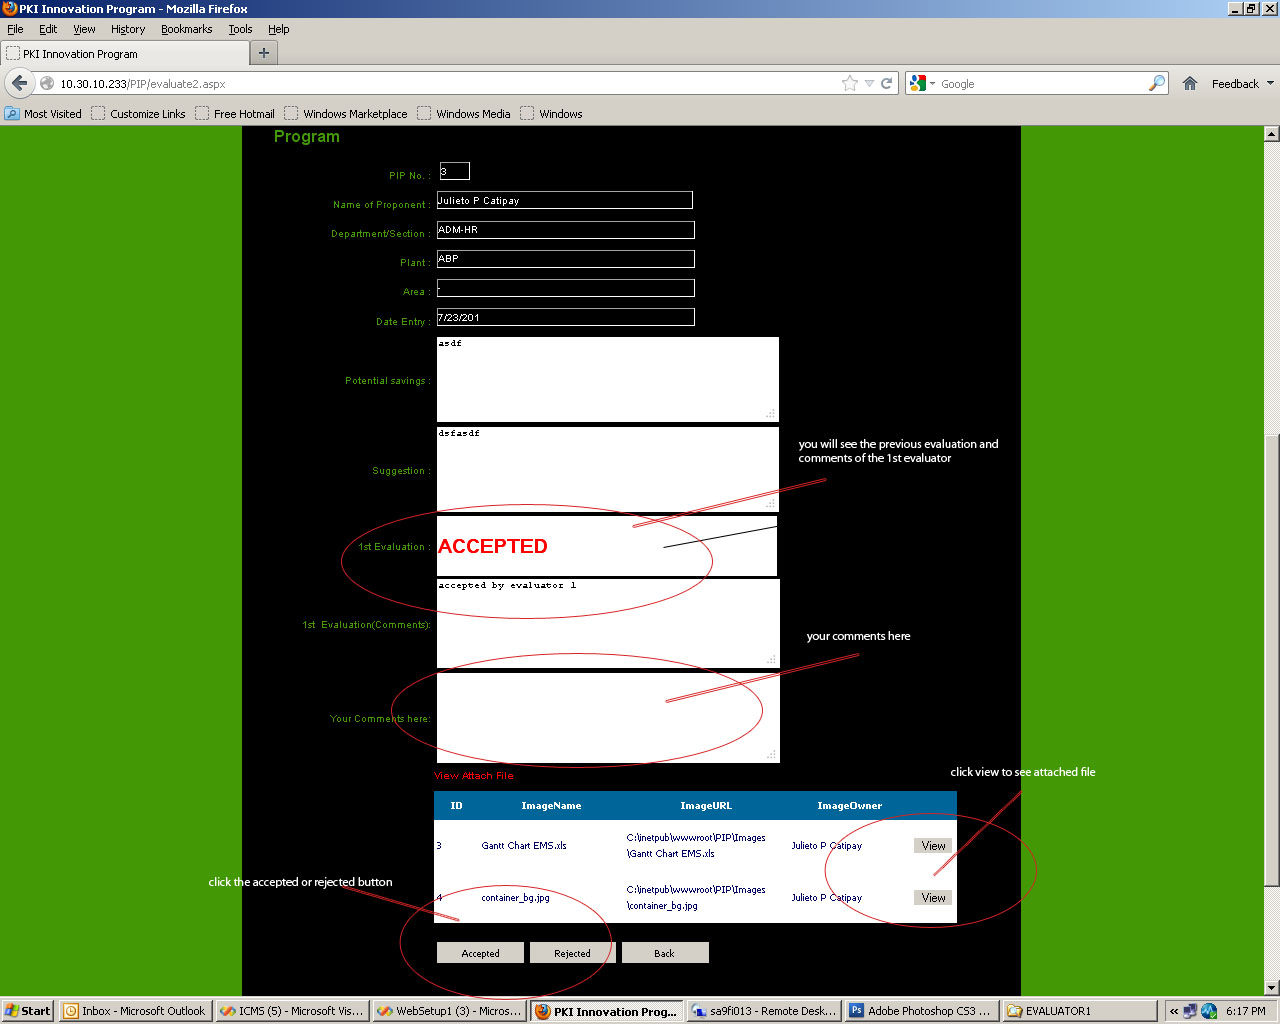 PKI Innovation Program - Mozilla Firefox
File Edit View History Bookmarks Tools Help
PKI Innovation Program
10.30.10.233/PIP/evaluate2.aspx
Google
Feedback
Most Visited Customize Links Free Hotmail Windows Marketplace Windows Media Windows
Program
PIP No. : 3
Name of Proponent : Julieto P Catipay
Department/Section : ADM-HR
Plant : ABP
Area : -
Date Entry : 7/23/201
Potential savings : asdf
Suggestion : dsfasdf
you will see the previous evaluation and
comments of the 1st evaluator
1st Evaluation : ACCEPTED
1st Evaluation(Comments): accepted by evaluator 1
your comments here
Your Comments here:
View Attach File
click view to see attached file
ID ImageName ImageURL ImageOwner
3 Gantt Chart EMS.xls C:\inetpub\wwwroot\PIP\Images
\Gantt Chart EMS.xls Julieto P Catipay View
click the accepted or rejected button
4 container_bg.jpg C:\inetpub\wwwroot\PIP\Images
\container_bg.jpg Julieto P Catipay View
Accepted Rejected Back
Start Inbox - Microsoft Outlook ICMS (5) - Microsoft Vis... WebSetup1 (3) - Micros... PKI Innovation Prog... sa9fi013 - Remote Desk... Adobe Photoshop CS3 ... EVALUATOR1 « 6:17 PM